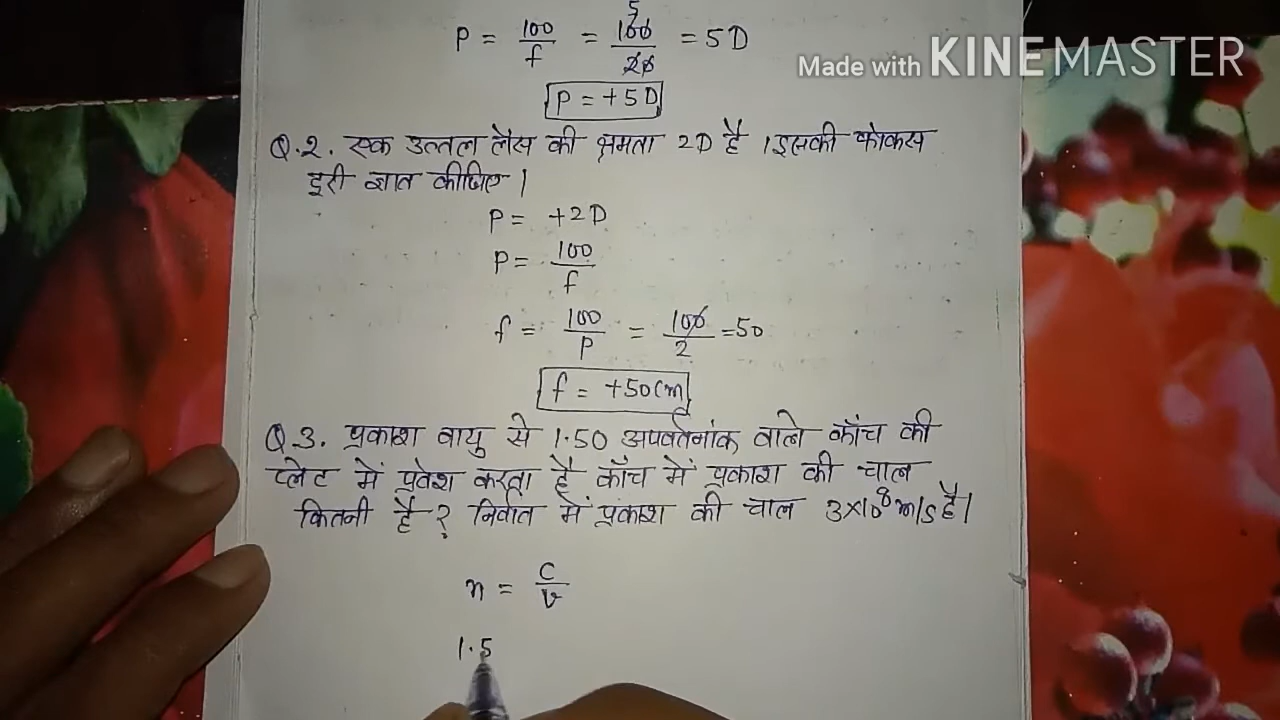 P = 100/f = 100/20 = 5D
5
Made with KINEMASTER
P = +5D
Q.2. एक उत्तल लैंस की क्षमता 2D है । इसकी फोकस
दूरी ज्ञात कीजिए ।
P = +2D
P = 100/f
f = 100/P = 100/2 = 50
f = +50cm
Q.3. प्रकाश वायु से 1.50 अपवर्तनांक वाले काँच की
प्लेट में प्रवेश करता है काँच में प्रकाश की चाल
कितनी है ? निर्वात में प्रकाश की चाल 3×10⁸ m/s है।
n = c/v
1.5